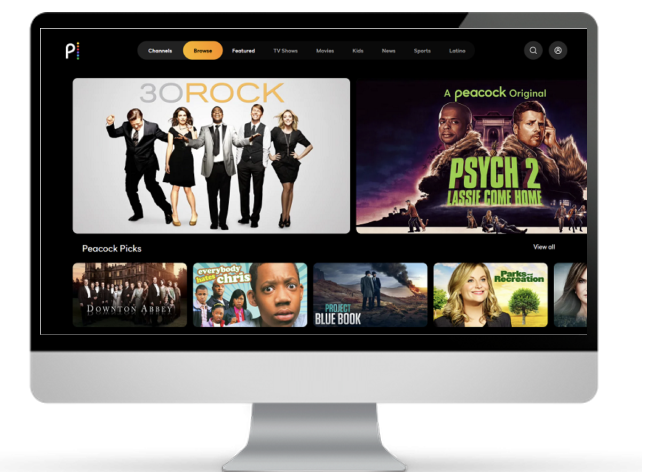 P
Channels Browse Featured TV Shows Movies Kids News Sports Latino
30ROCK
A peacock Original
PSYCH 2
LASSIE COME HOME
Peacock Picks
View all
DOWNTON ABBEY
everybody
hates chris
PROJECT
BLUE BOOK
Parks and
Recreation